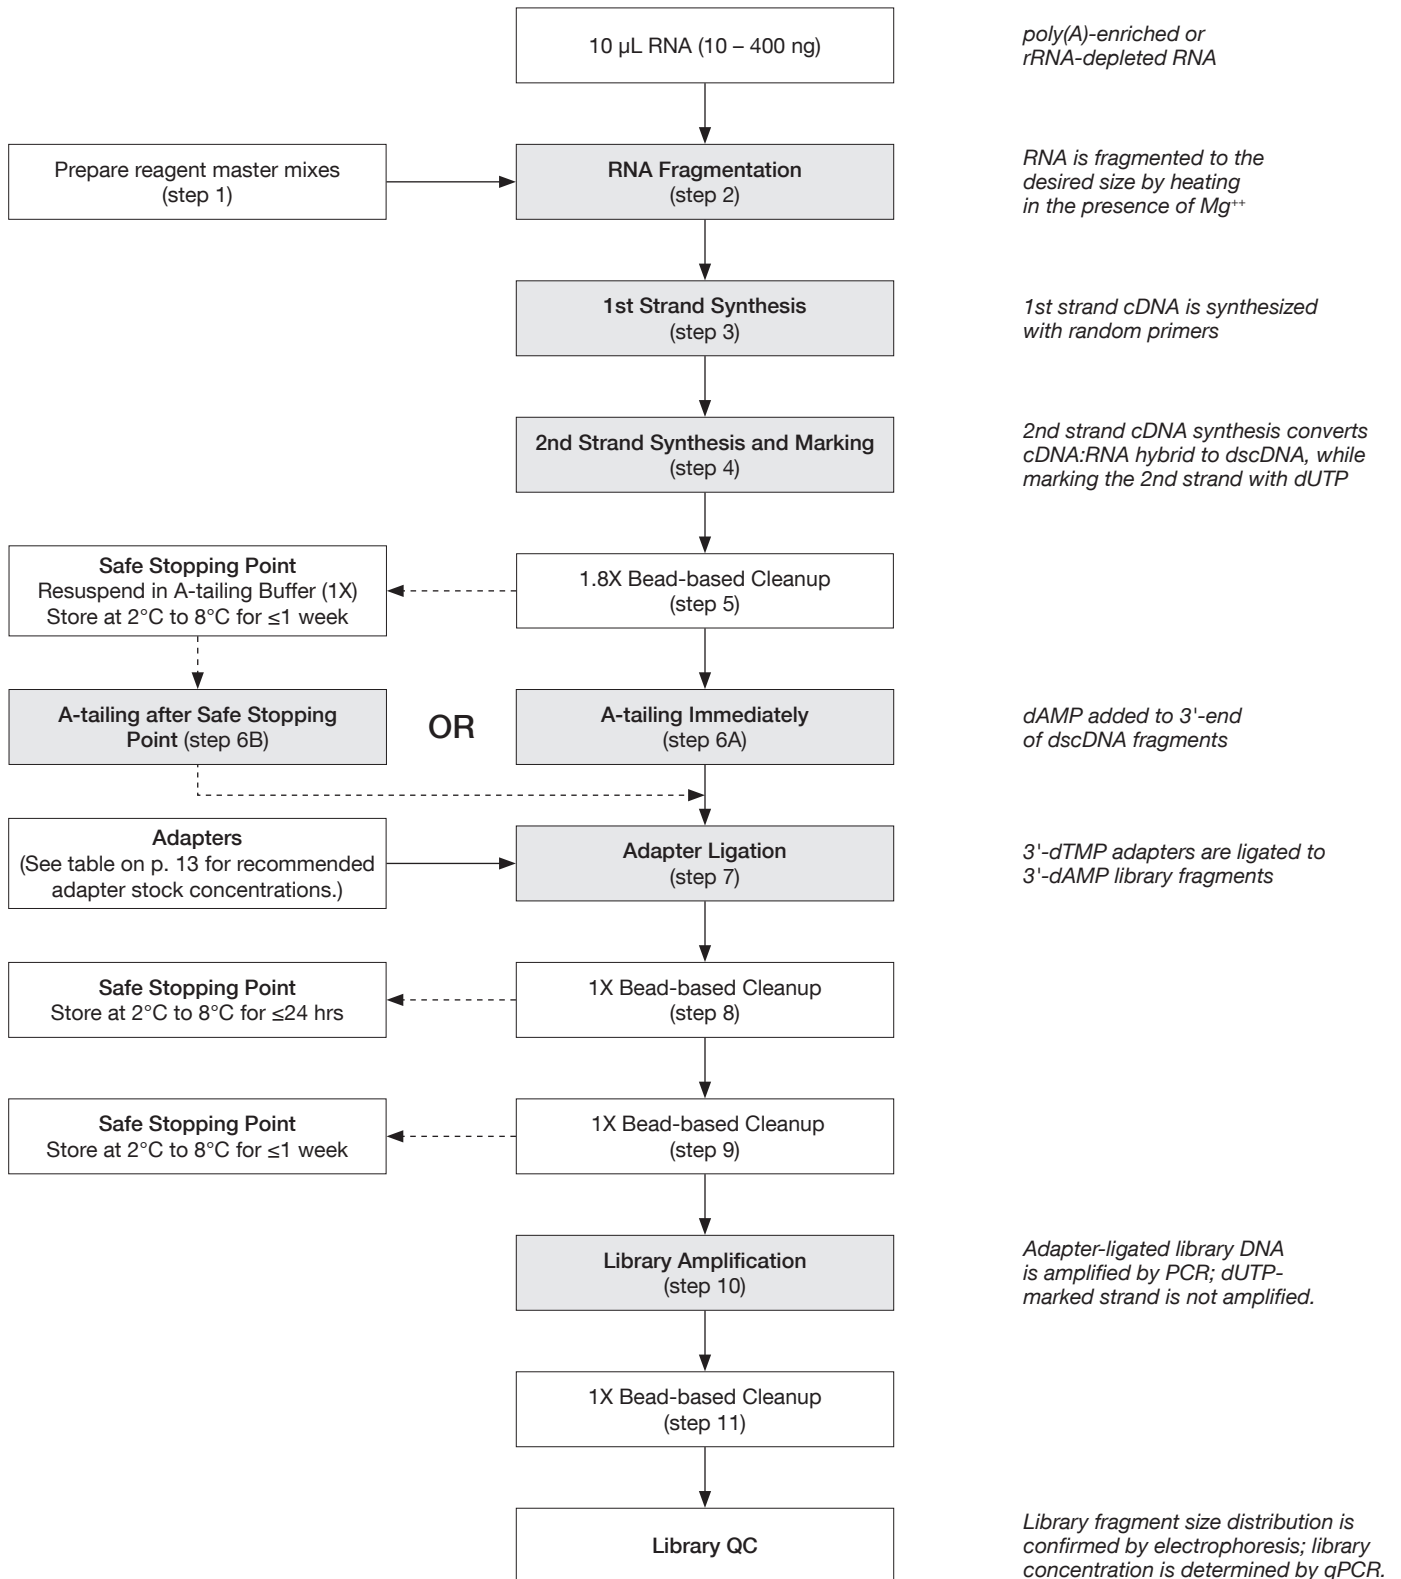 10 µL RNA (10 – 400 ng)
poly(A)-enriched or
rRNA-depleted RNA
Prepare reagent master mixes
(step 1)
RNA Fragmentation
(step 2)
RNA is fragmented to the
desired size by heating
in the presence of Mg⁺⁺
1st Strand Synthesis
(step 3)
1st strand cDNA is synthesized
with random primers
2nd Strand Synthesis and Marking
(step 4)
2nd strand cDNA synthesis converts
cDNA:RNA hybrid to dscDNA, while
marking the 2nd strand with dUTP
Safe Stopping Point
Resuspend in A-tailing Buffer (1X)
Store at 2°C to 8°C for ≤1 week
1.8X Bead-based Cleanup
(step 5)
A-tailing after Safe Stopping
Point (step 6B)
OR
A-tailing Immediately
(step 6A)
dAMP added to 3'-end
of dscDNA fragments
Adapters
(See table on p. 13 for recommended
adapter stock concentrations.)
Adapter Ligation
(step 7)
3'-dTMP adapters are ligated to
3'-dAMP library fragments
Safe Stopping Point
Store at 2°C to 8°C for ≤24 hrs
1X Bead-based Cleanup
(step 8)
Safe Stopping Point
Store at 2°C to 8°C for ≤1 week
1X Bead-based Cleanup
(step 9)
Library Amplification
(step 10)
Adapter-ligated library DNA
is amplified by PCR; dUTP-
marked strand is not amplified.
1X Bead-based Cleanup
(step 11)
Library QC
Library fragment size distribution is
confirmed by electrophoresis; library
concentration is determined by qPCR.